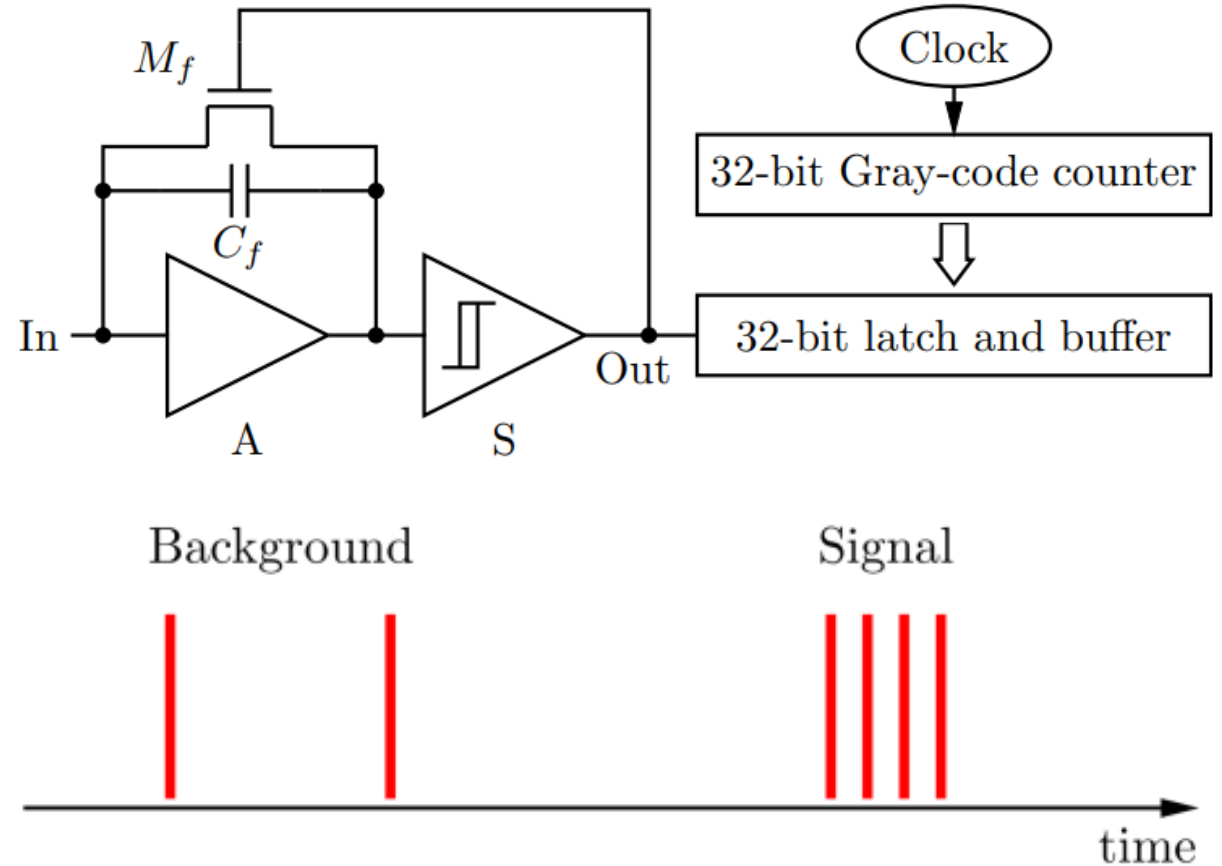 M_f
Clock
32-bit Gray-code counter
C_f
In
32-bit latch and buffer
Out
A
S
Background
Signal
time